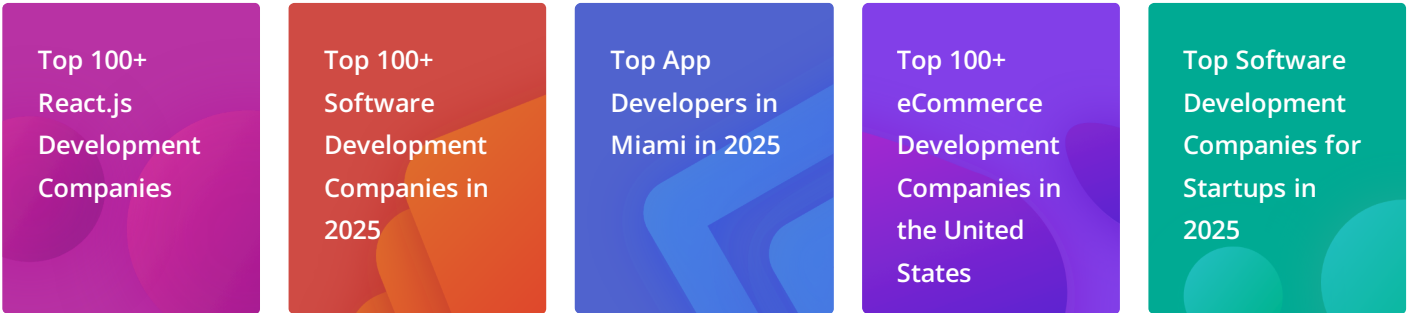 Top 100+
React.js
Development
Companies
Top 100+
Software
Development
Companies in
2025
Top App
Developers in
Miami in 2025
Top 100+
eCommerce
Development
Companies in
the United
States
Top Software
Development
Companies for
Startups in
2025